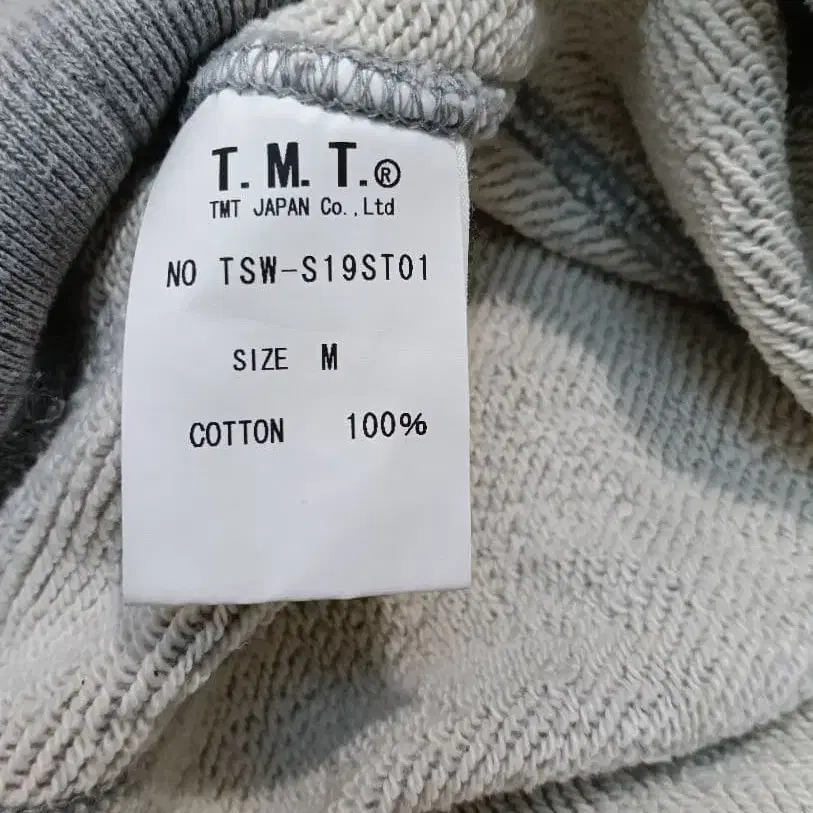 T. M. T.®
TMT JAPAN Co.,Ltd
NO TSW-S19ST01
SIZE M
COTTON 100%